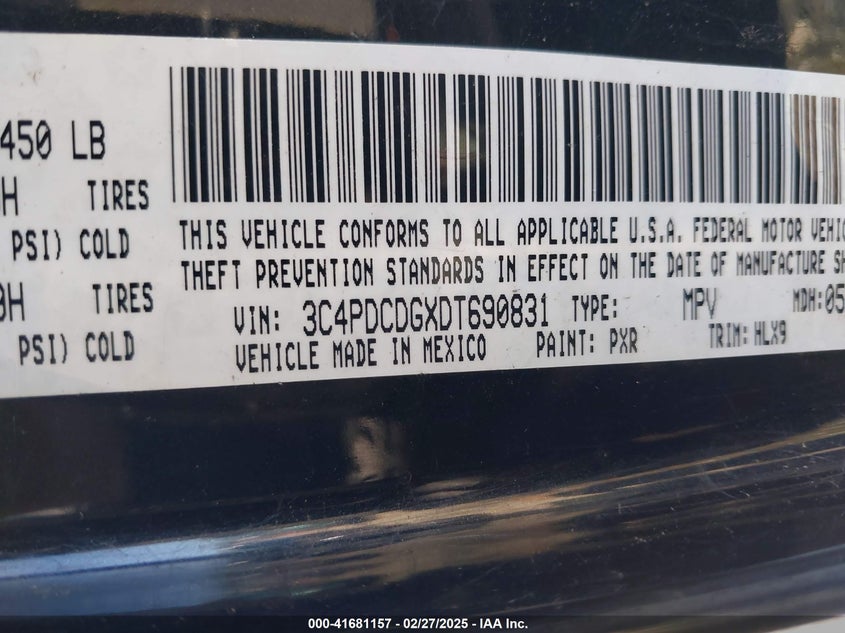 450 LB
H TIRES
PSI) COLD
0H TIRES
PSI) COLD
THIS VEHICLE CONFORMS TO ALL APPLICABLE U.S.A. FEDERAL MOTOR VEHIC
THEFT PREVENTION STANDARDS IN EFFECT ON THE DATE OF MANUFACTURE SH
VIN: 3C4PDCDGXDT690831 TYPE: MPV MDH:05
VEHICLE MADE IN MEXICO PAINT: PXR TRIM: HLX9
000-41681157 — 02/27/2025 - IAA Inc.